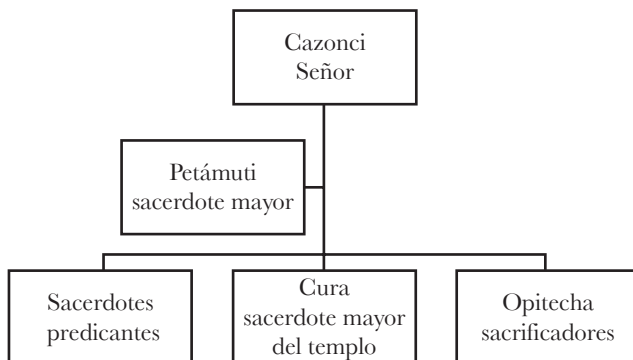 Cazonci
Señor
Petámuti
sacerdote mayor
Sacerdotes
predicantes
Cura
sacerdote mayor
del templo
Opitecha
sacrificadores